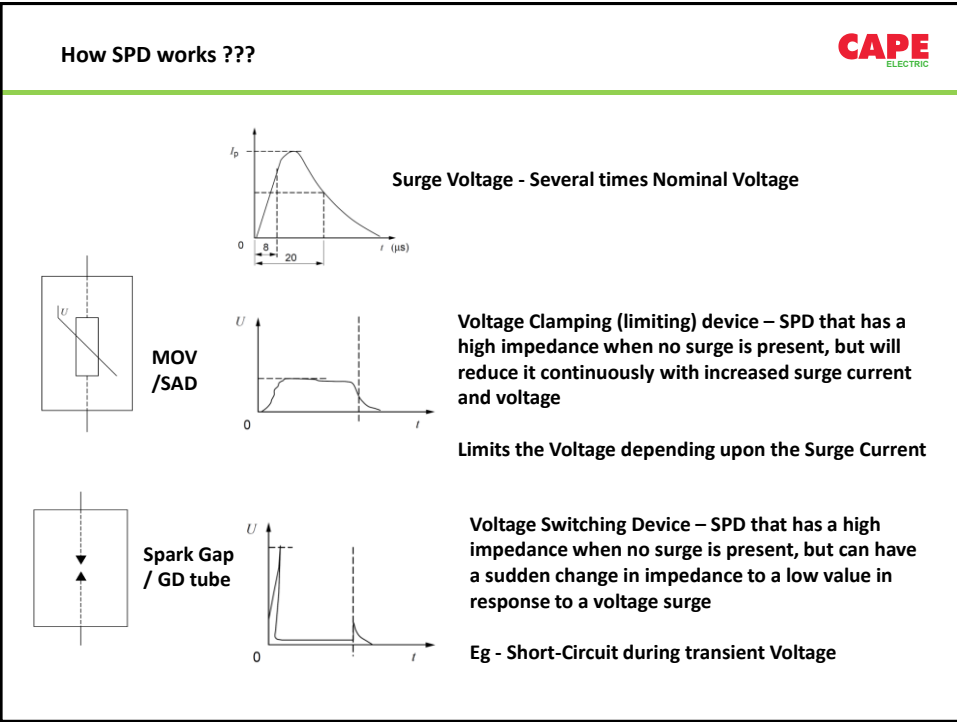 How SPD works ???
CAPE
ELECTRIC
Ip
Surge Voltage - Several times Nominal Voltage
0
8
20
t (µs)
U
MOV
/SAD
U
0
t
Voltage Clamping (limiting) device – SPD that has a
high impedance when no surge is present, but will
reduce it continuously with increased surge current
and voltage
Limits the Voltage depending upon the Surge Current
Spark Gap
/ GD tube
U
0
t
Voltage Switching Device – SPD that has a high
impedance when no surge is present, but can have
a sudden change in impedance to a low value in
response to a voltage surge
Eg - Short-Circuit during transient Voltage